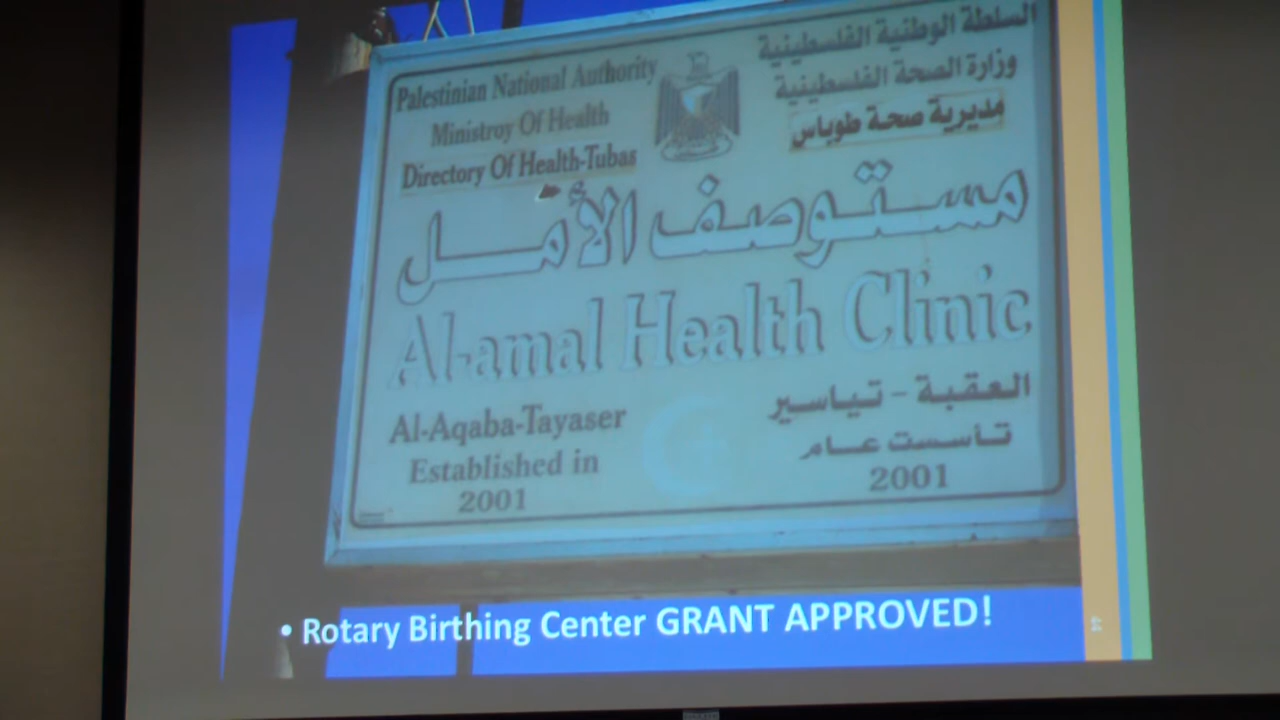 Palestinian National Authority
Ministroy Of Health
Directory Of Health-Tubas
السلطة الوطنية الفلسطينية
وزارة الصحة الفلسطينية
مديرية صحة طوباس
مستوصف الأمل
Al-amal Health Clinic
Al-Aqaba-Tayaser
Established in
2001
العقبة - تياسير
تأسست عام
2001
• Rotary Birthing Center GRANT APPROVED!